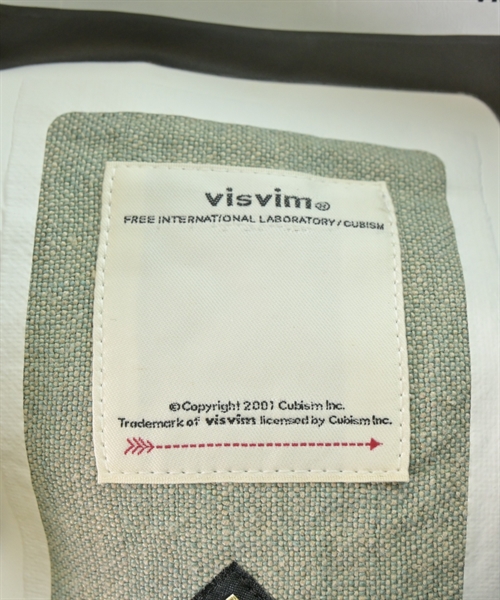 visvim®
FREE INTERNATIONAL LABORATORY/CUBISM
©Copyright 2001 Cubism Inc.
Trademark of visvim licensed by Cubism Inc.